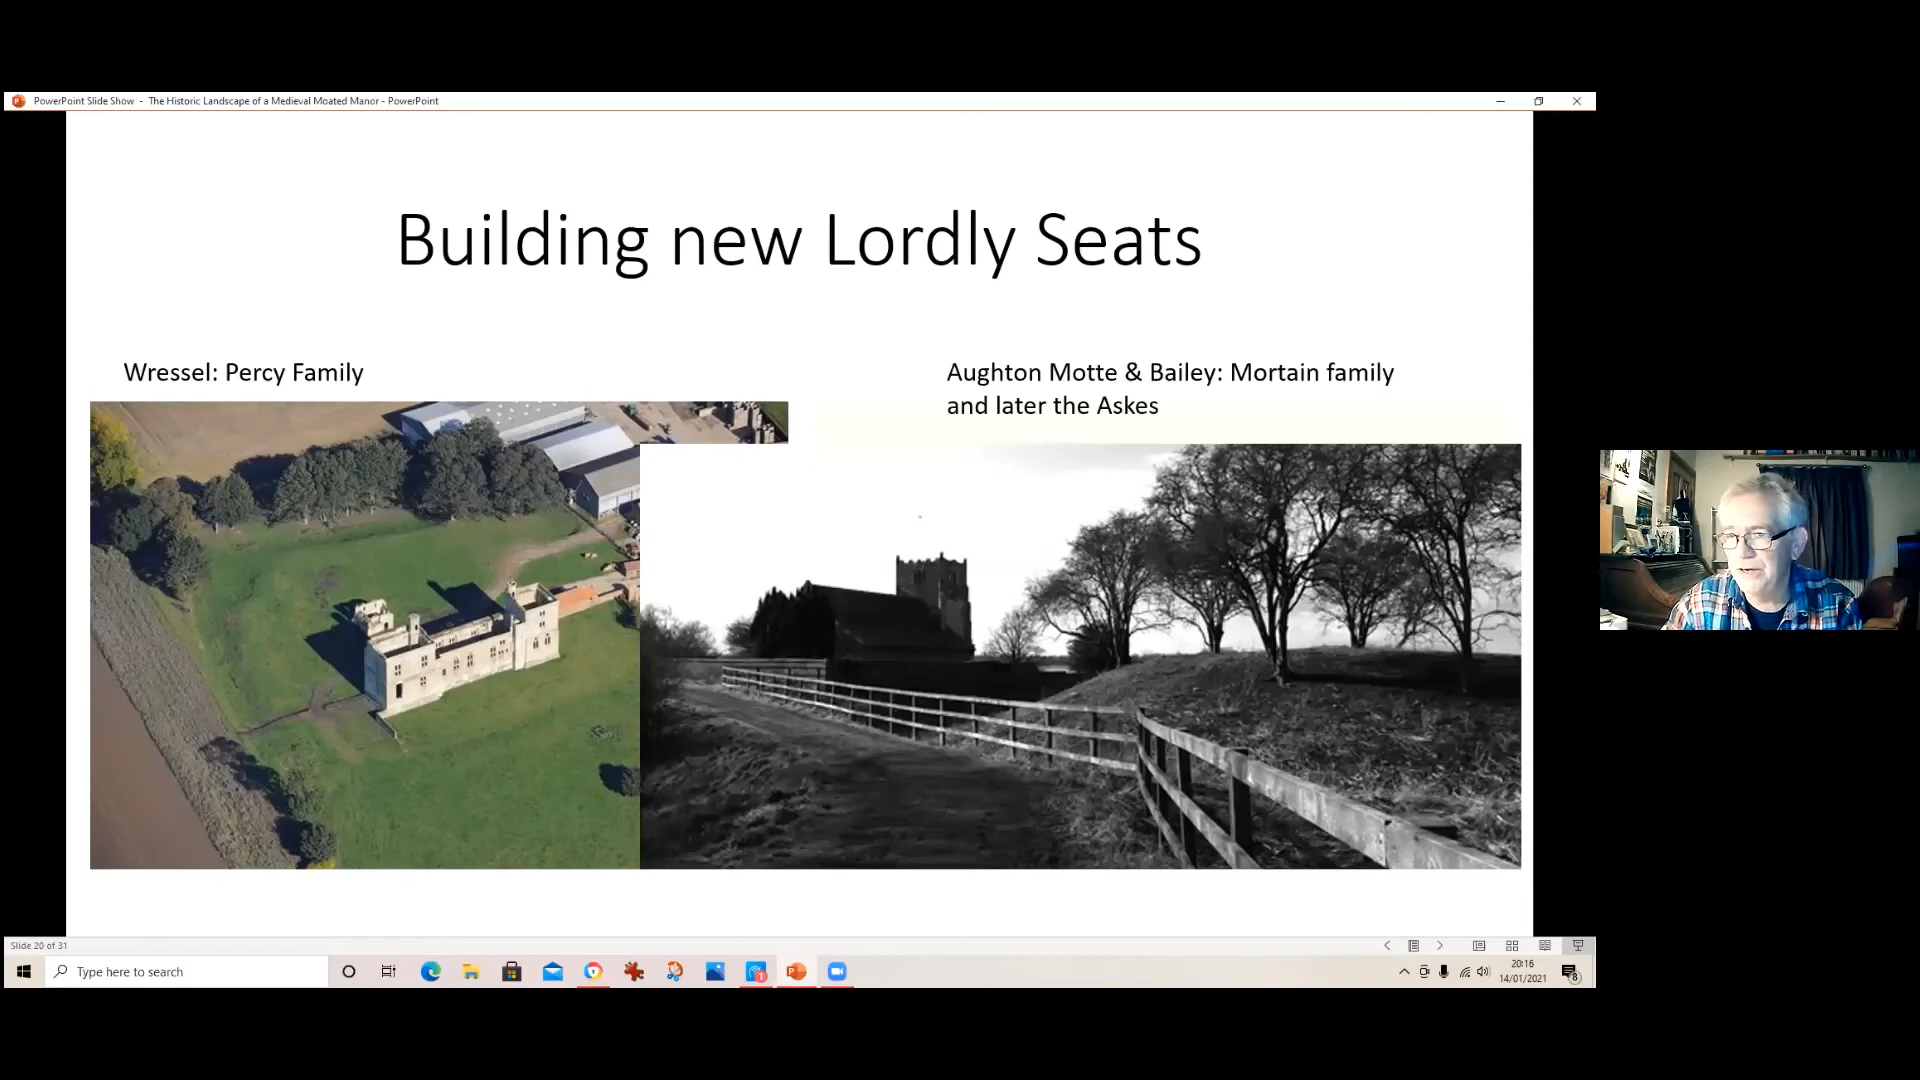 PowerPoint Slide Show - The Historic Landscape of a Medieval Moated Manor - PowerPoint
Building new Lordly Seats
Wressel: Percy Family
Aughton Motte & Bailey: Mortain family
and later the Askes
Slide 20 of 31
Type here to search
1
20:16
14/01/2021
8